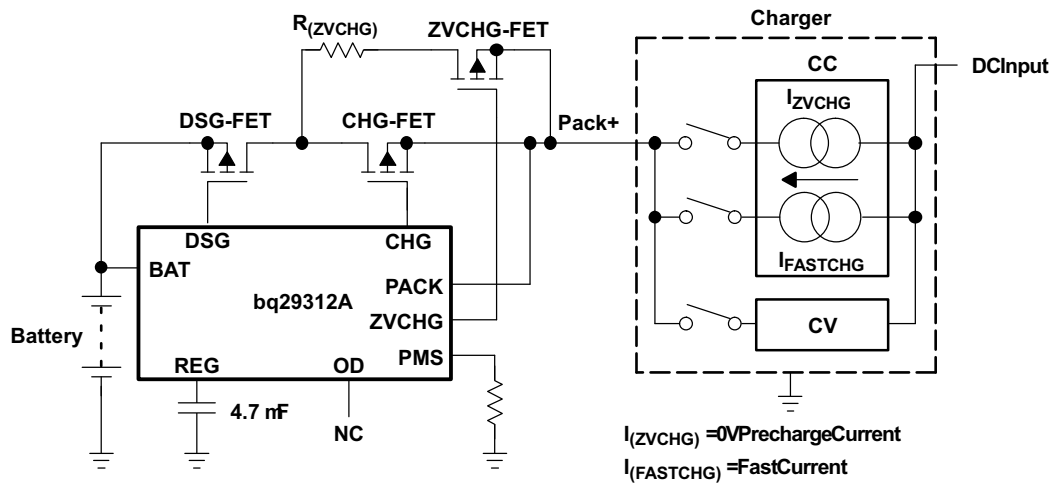 Charger
R(ZVCHG)
ZVCHG-FET
CC
DCInput
IZVCHG
DSG-FET
CHG-FET
Pack+
DSG
CHG
IFASTCHG
BAT
PACK
bq29312A
ZVCHG
CV
Battery
PMS
REG
OD
4.7 mF
NC
I(ZVCHG) =0VPrechargeCurrent
I(FASTCHG) =FastCurrent